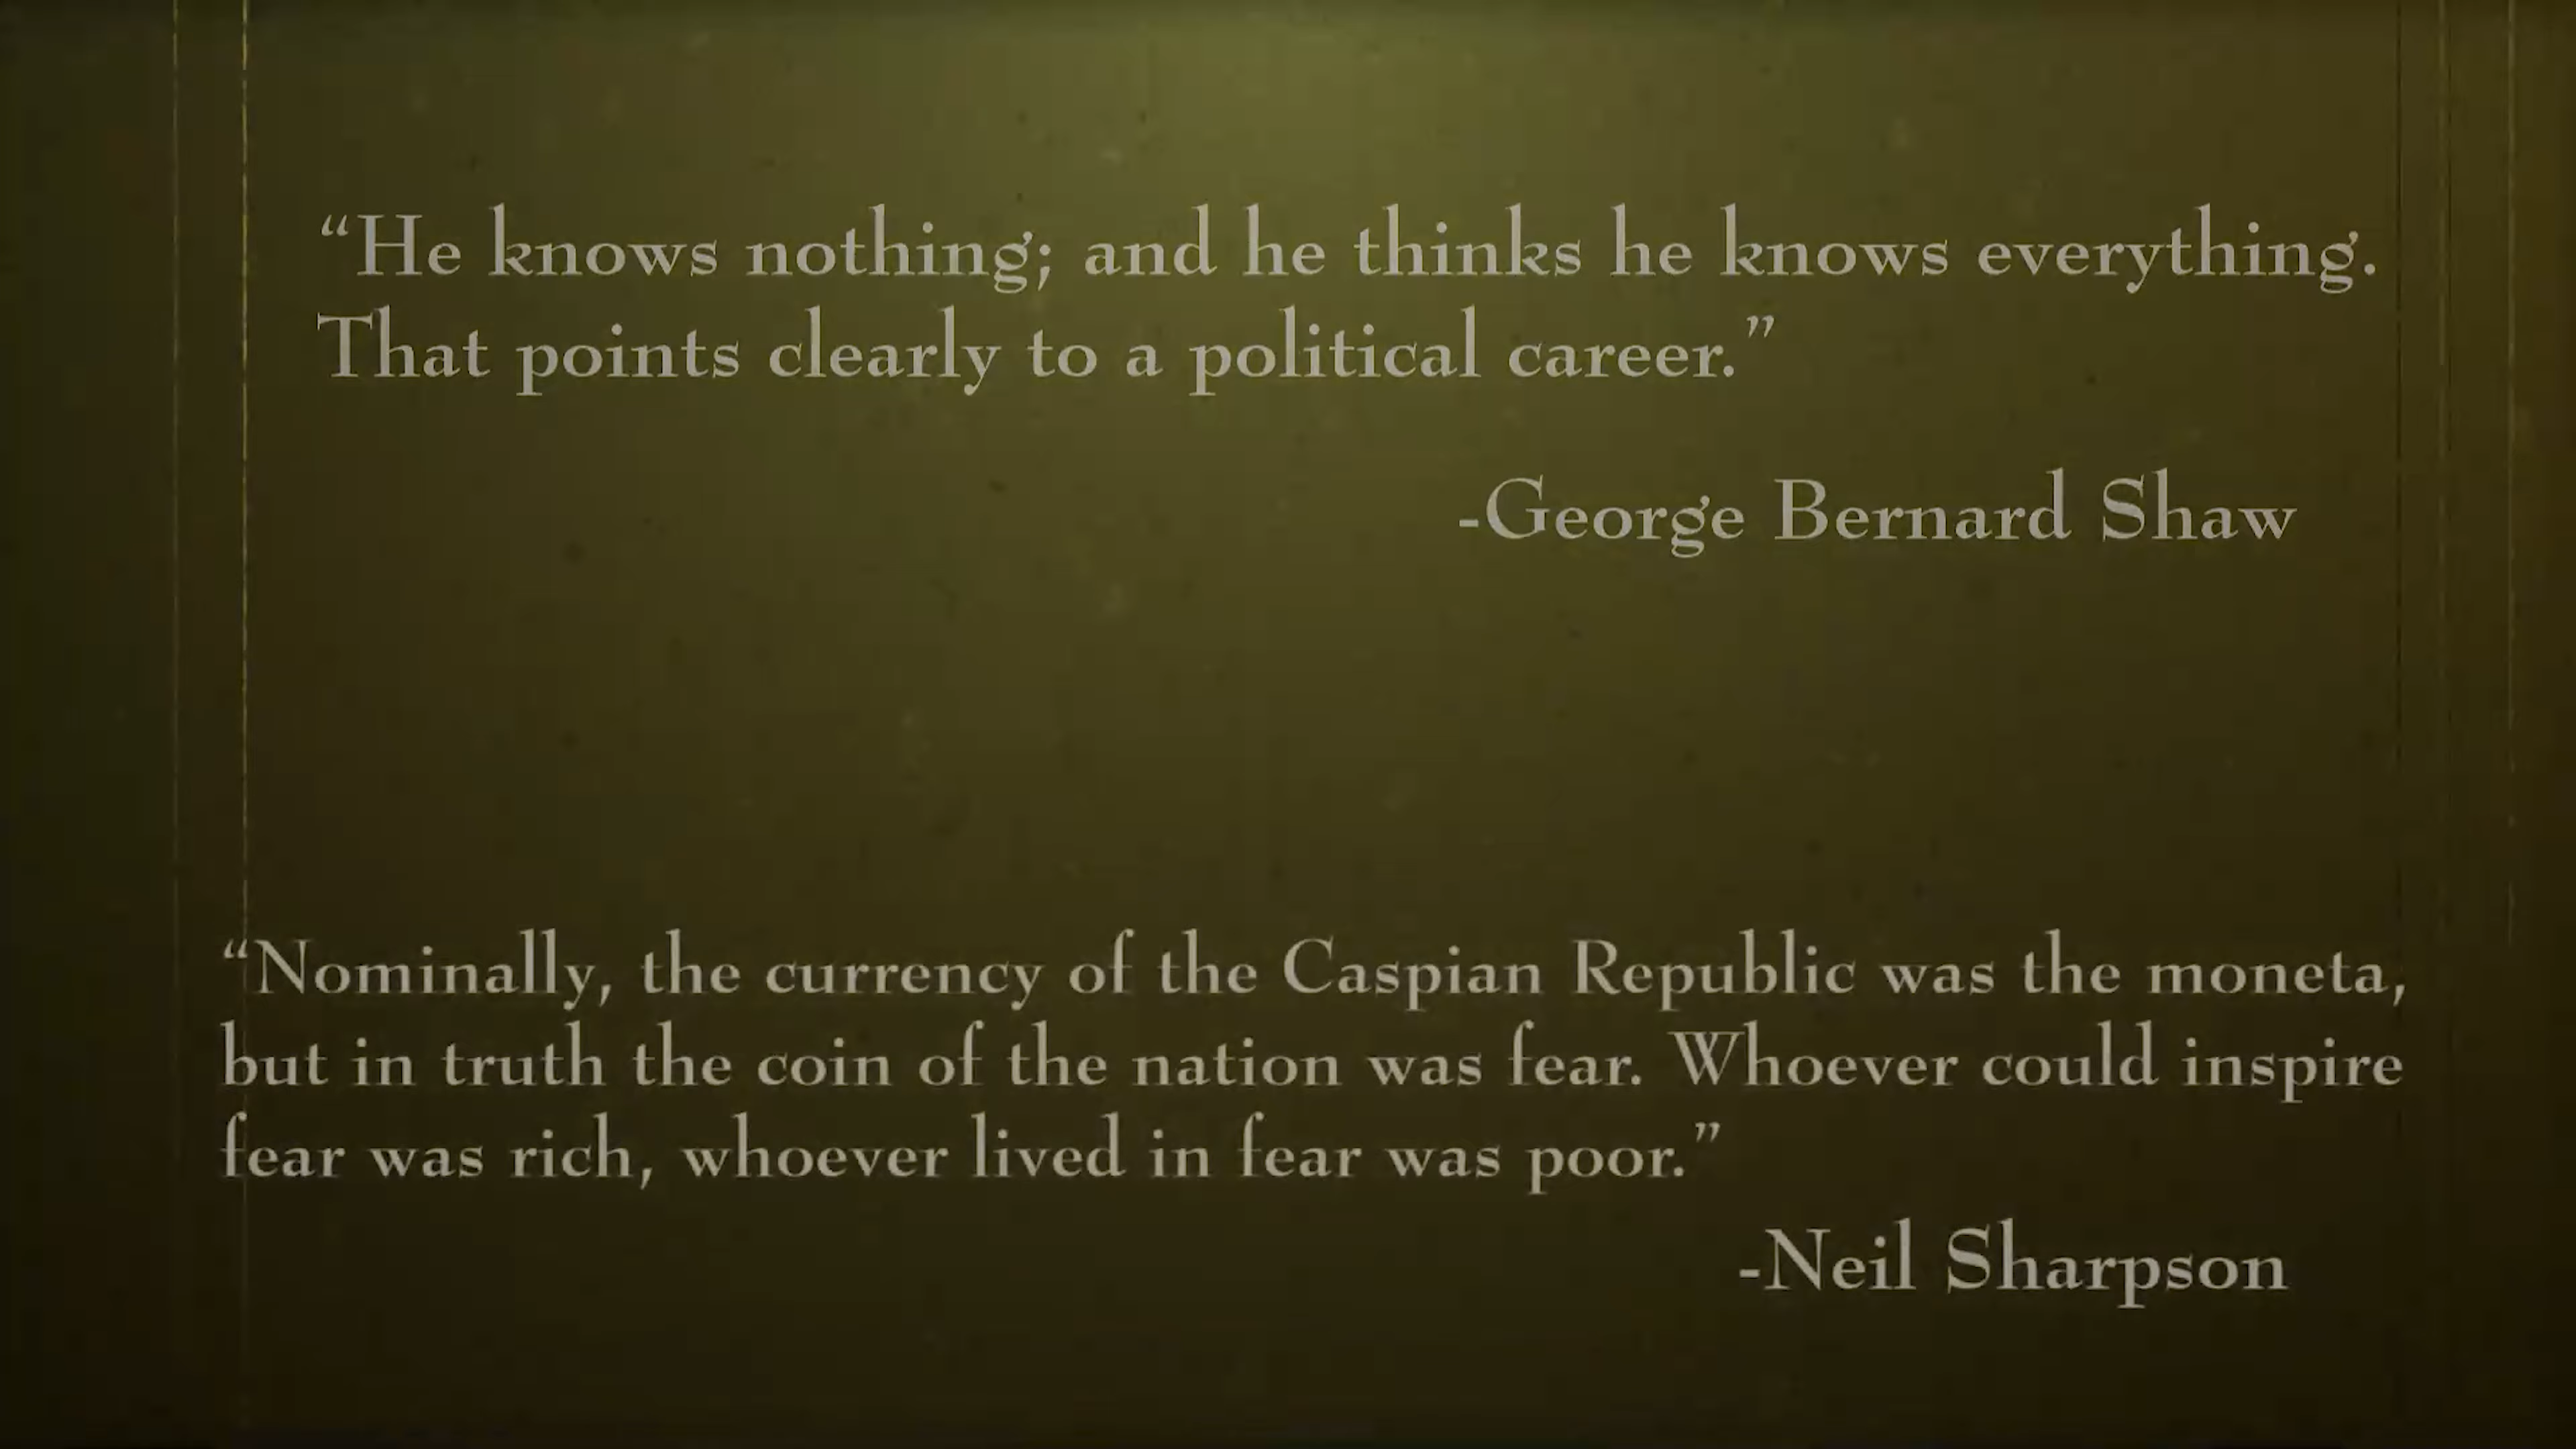 “He knows nothing; and he thinks he knows everything.
That points clearly to a political career.”
-George Bernard Shaw
“Nominally, the currency of the Caspian Republic was the moneta,
but in truth the coin of the nation was fear. Whoever could inspire
fear was rich, whoever lived in fear was poor.”
-Neil Sharpson